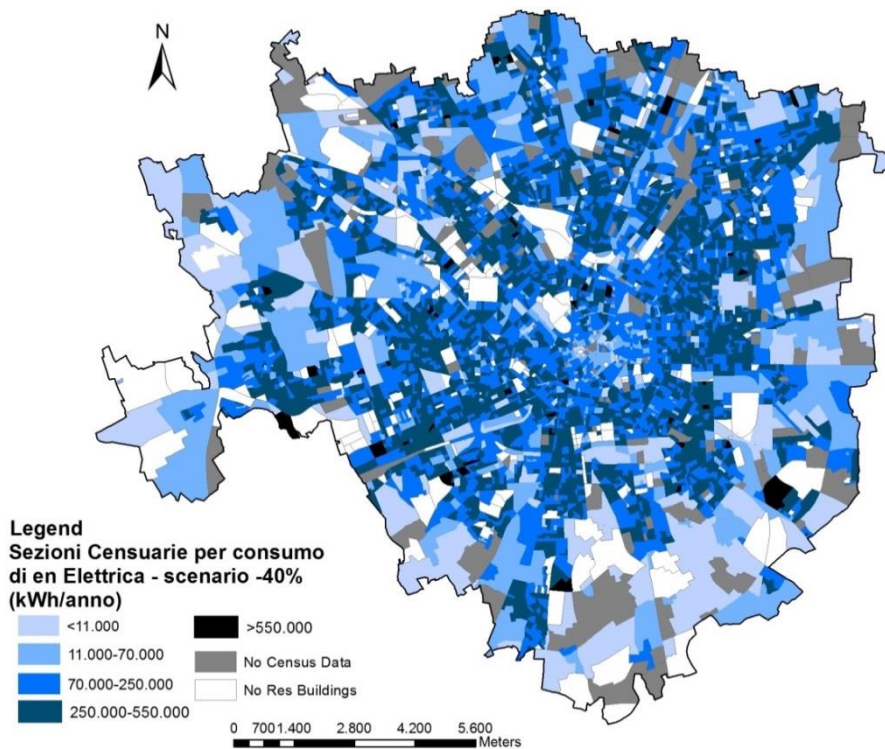 N
Legend
Sezioni Censuarie per consumo
di en Elettrica - scenario -40%
(kWh/anno)
<11.000
>550.000
11.000-70.000
No Census Data
70.000-250.000
No Res Buildings
250.000-550.000
0 700 1.400 2.800 4.200 5.600
Meters